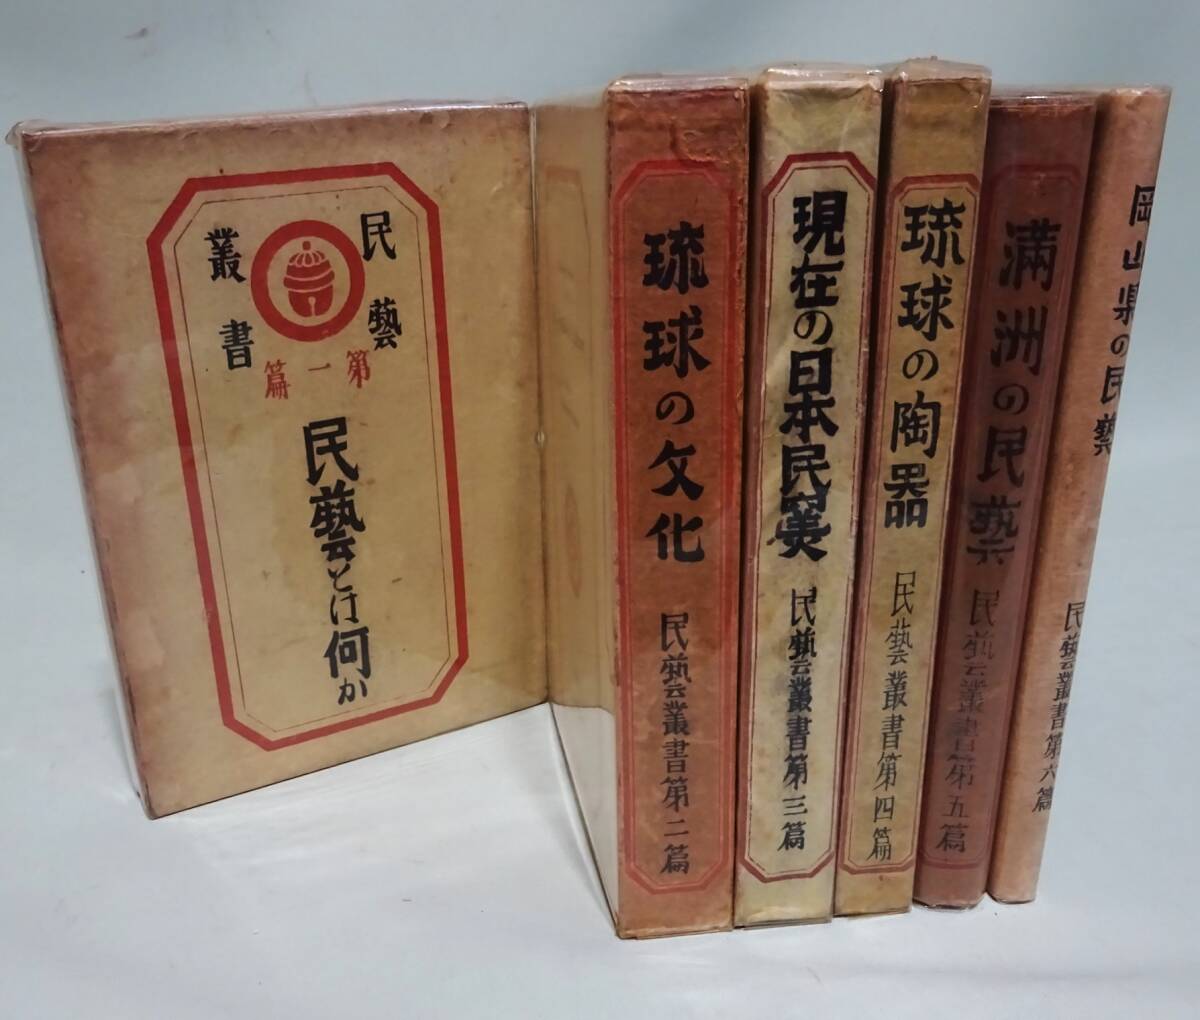 民藝
叢書
第一篇
民藝とは何か
琉球の文化
民藝叢書第二篇
現在の日本民窯
民藝叢書第三篇
琉球の陶器
民藝叢書第四篇
満洲の民藝
民藝叢書第五篇
岡山県の民藝
民藝叢書第六篇